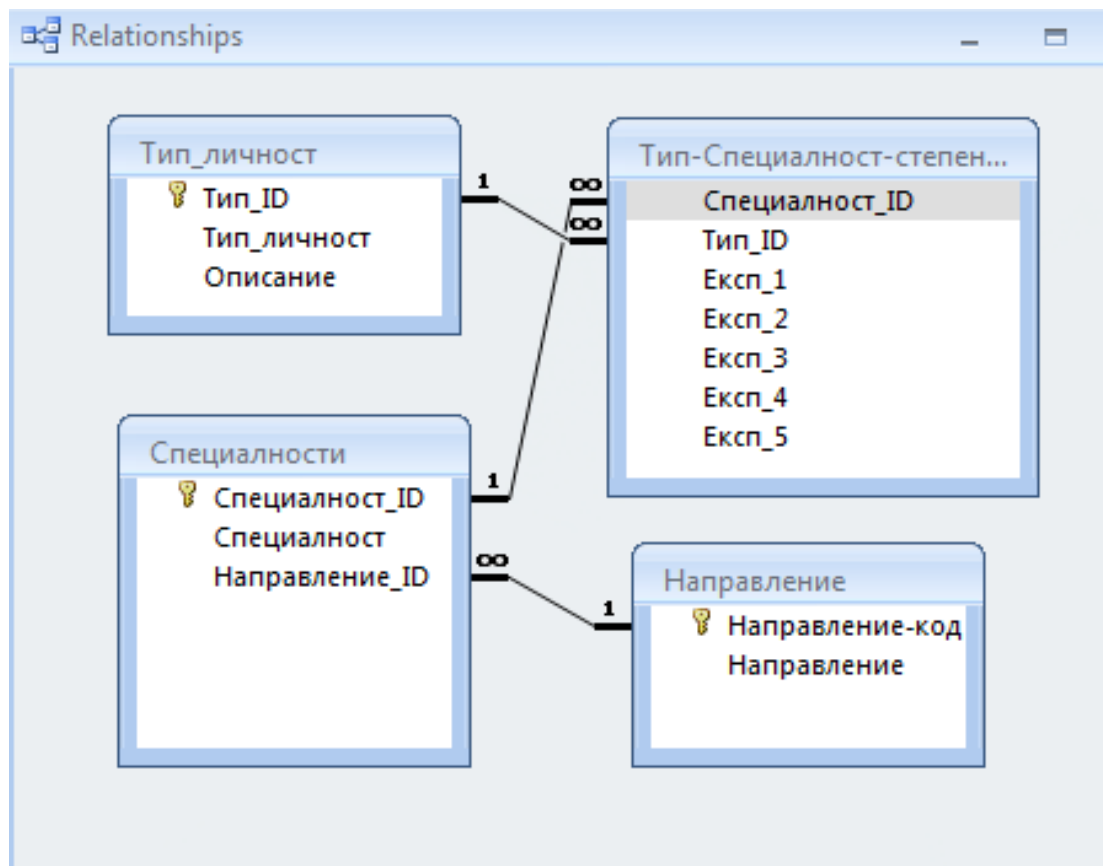 Relationships
Тип_личност
Тип_ID
Тип_личност
Описание
1
Тип-Специалност-степен...
Специалност_ID
Тип_ID
Експ_1
Експ_2
Експ_3
Експ_4
Експ_5
∞
∞
Специалности
Специалност_ID
Специалност
Направление_ID
1
∞
Направление
Направление-код
Направление
1